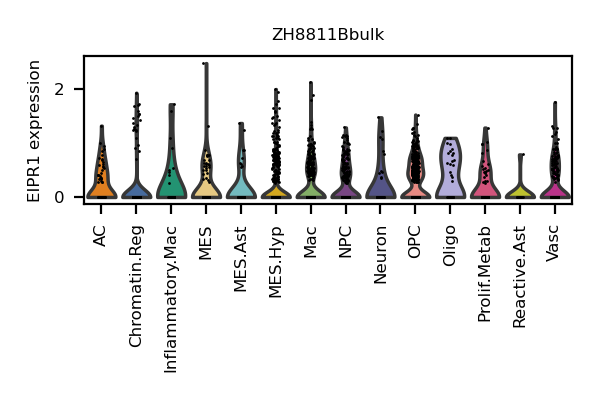 ZH8811Bbulk
EIPR1 expression
2
0
AC
Chromatin.Reg
Inflammatory.Mac
MES
MES.Ast
MES.Hyp
Mac
NPC
Neuron
OPC
Oligo
Prolif.Metab
Reactive.Ast
Vasc